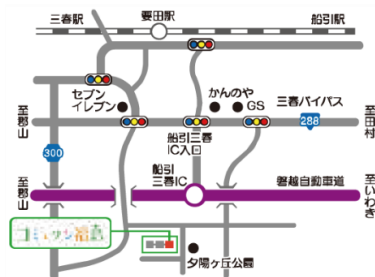 三春駅
要田駅
船引駅
セブン
イレブン
かんのや
GS
三春バイパス
288
至郡山
至田村
船引三春
IC入口
300
船引
三春IC
磐越自動車道
至郡山
至いわき
夕陽ヶ丘公園